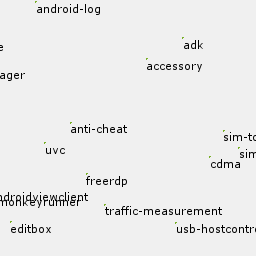 android-log
adk
e
accessory
ager
anti-cheat
sim-to
uvc
sim
cdma
freerdp
ndroidviewclient
monkeyrunner
traffic-measurement
editbox
usb-hostcontro